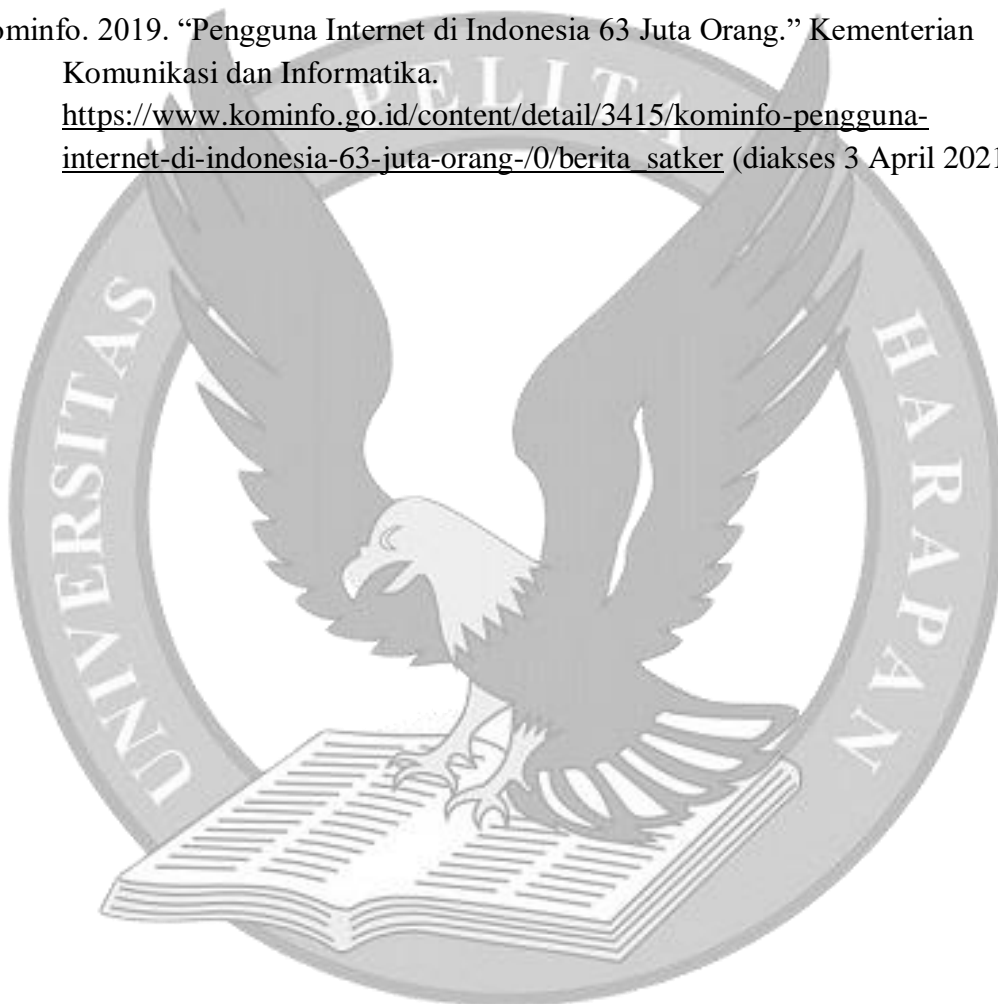 ominfo. 2019. “Pengguna Internet di Indonesia 63 Juta Orang.” Kementerian
Komunikasi dan Informatika.
https://www.kominfo.go.id/content/detail/3415/kominfo-pengguna-
internet-di-indonesia-63-juta-orang-/0/berita_satker (diakses 3 April 2021
UNIVERSITAS PELITA HARAPAN